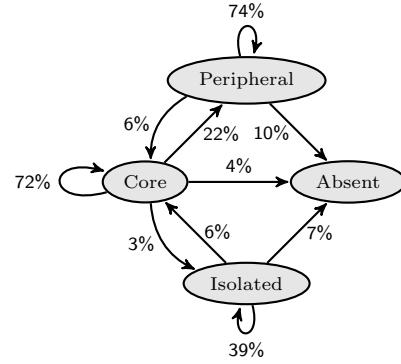 74%
Peripheral
6%
22%
10%
72%
Core
4%
Absent
3%
6%
7%
Isolated
39%